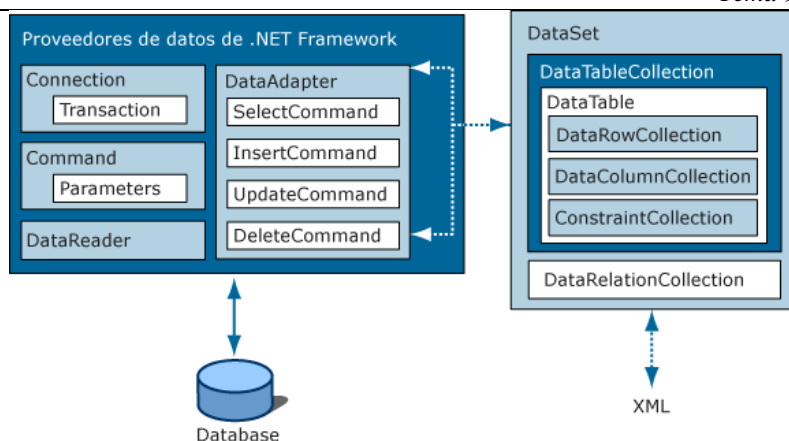 Proveedores de datos de .NET Framework
Connection
Transaction
Command
Parameters
DataReader
DataAdapter
SelectCommand
InsertCommand
UpdateCommand
DeleteCommand
Database
DataSet
DataTableCollection
DataTable
DataRowCollection
DataColumnCollection
ConstraintCollection
DataRelationCollection
XML